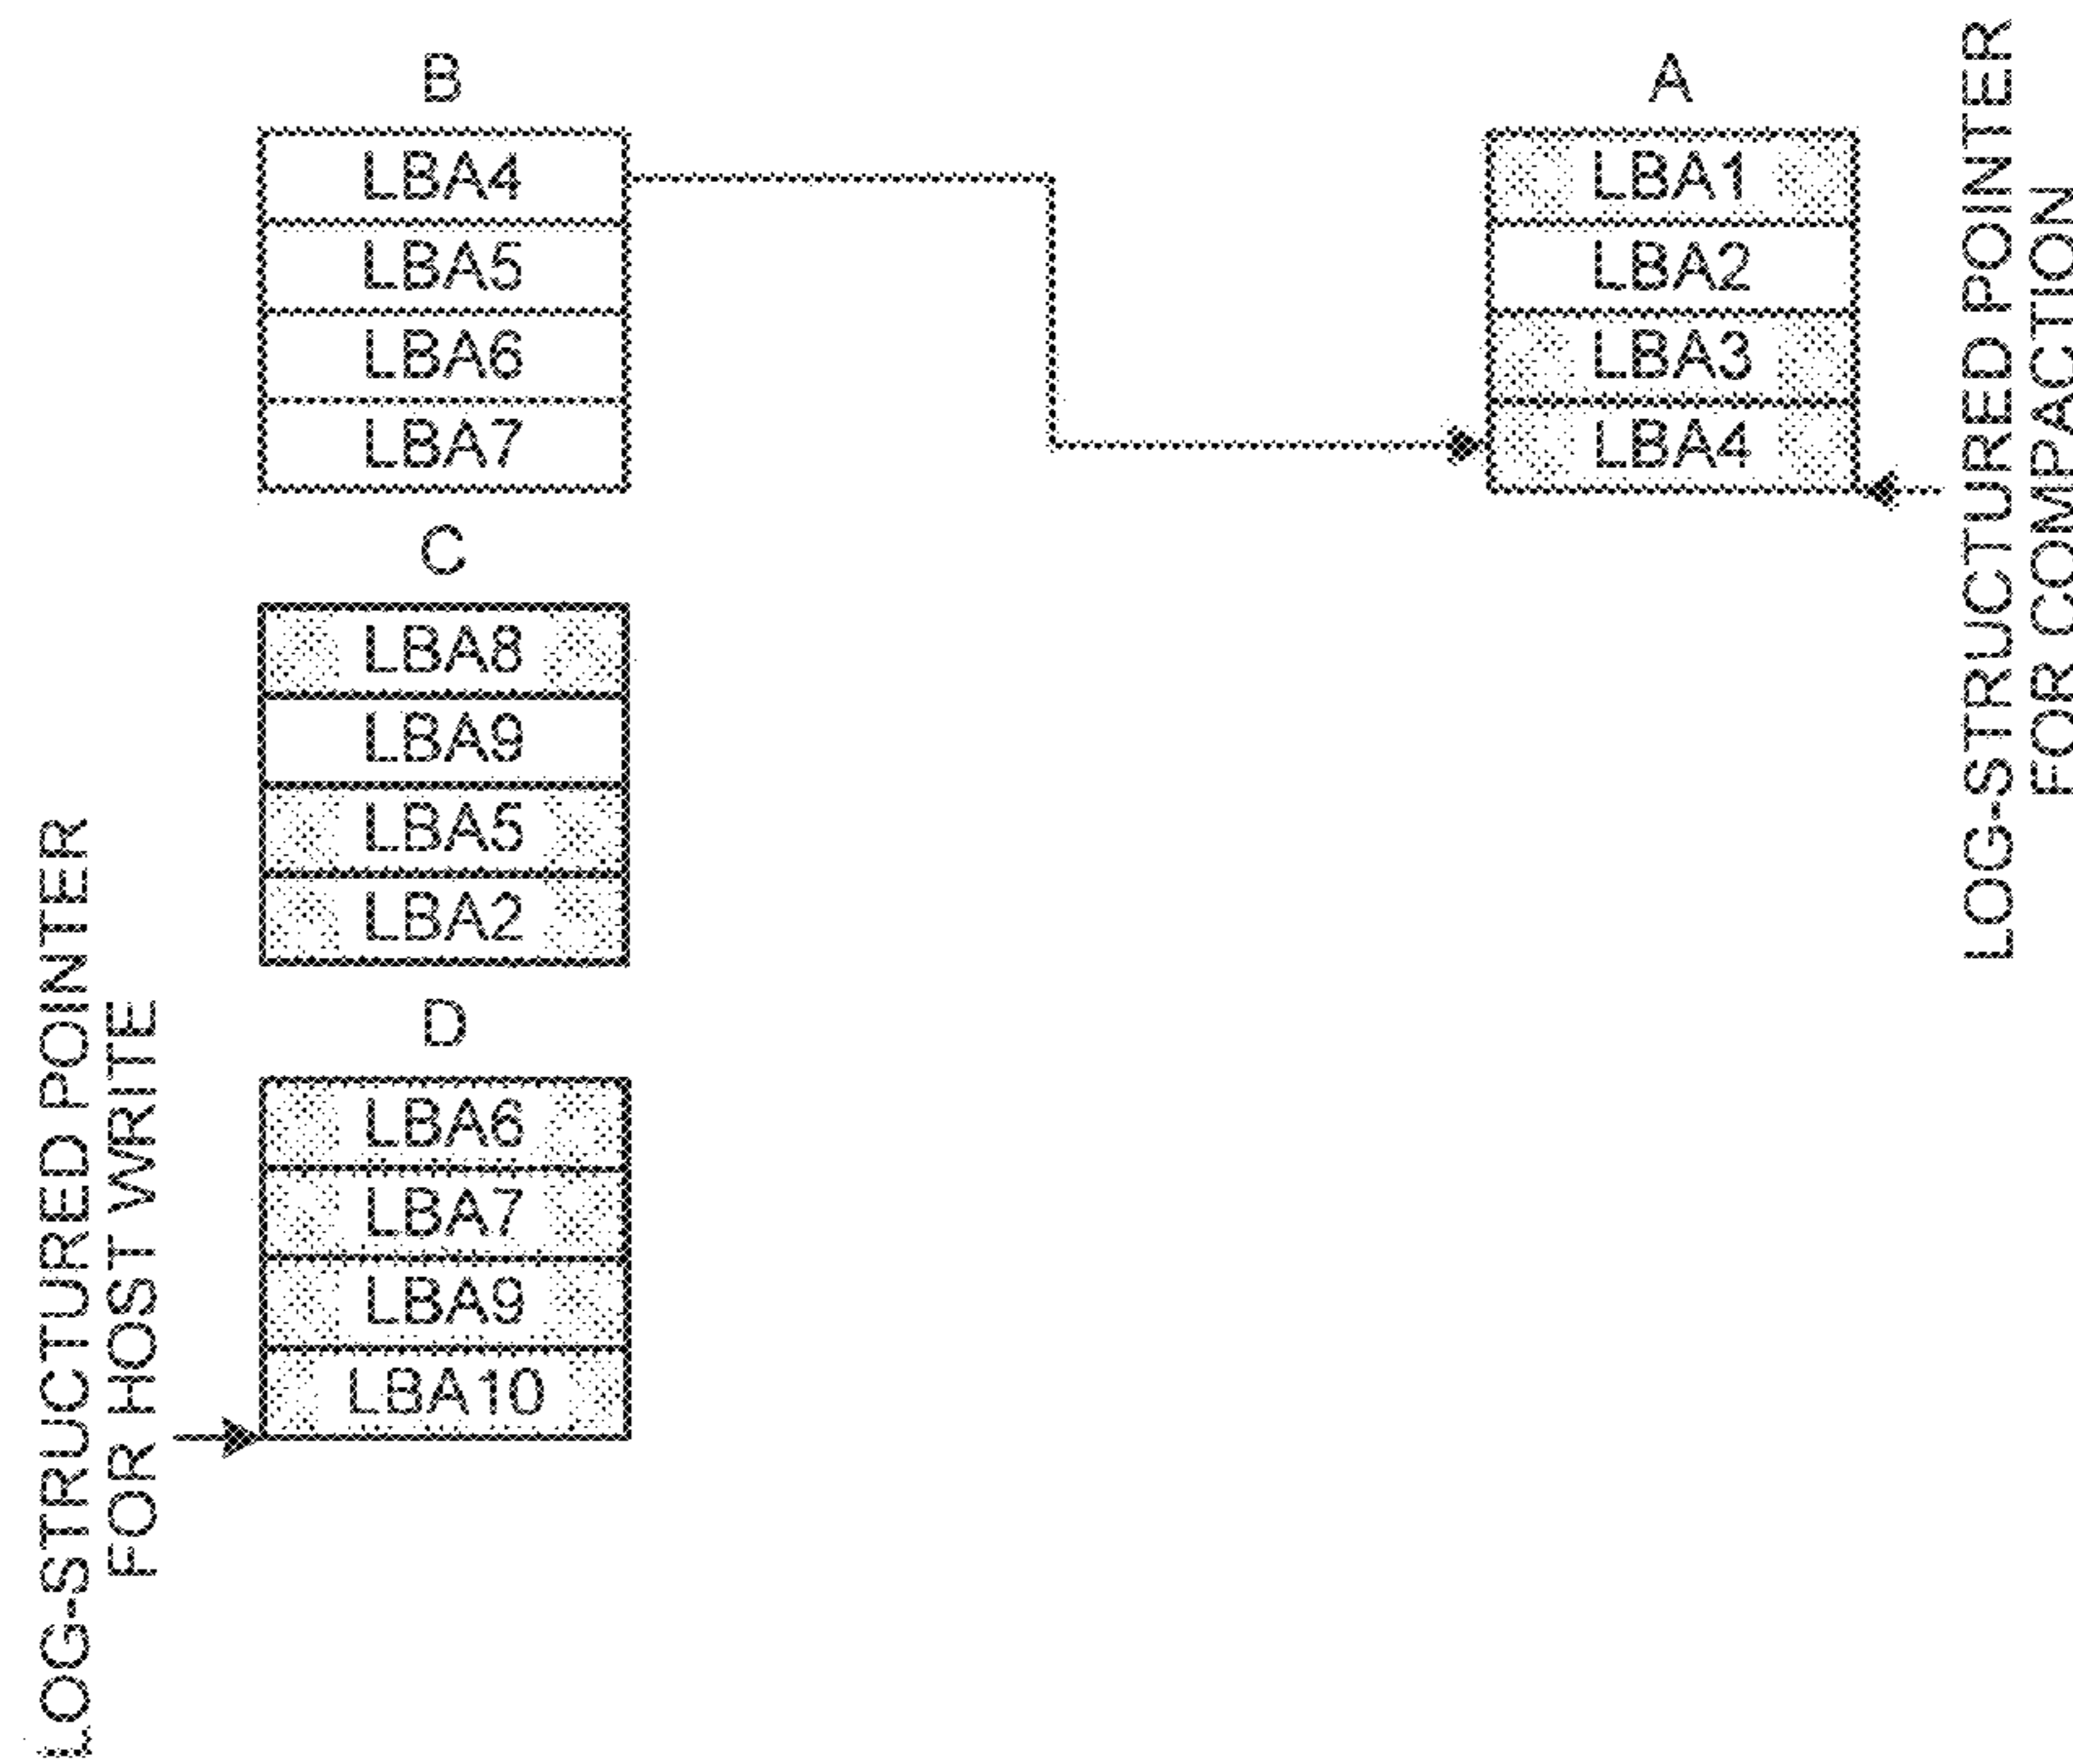 B
LBA4
LBA5
LBA6
LBA7
C
LBA8
LBA9
LBA5
LBA2
D
LBA6
LBA7
LBA9
LBA10
LOG-STRUCTURED POINTER
FOR HOST WRITE
A
LBA1
LBA2
LBA3
LBA4
LOG-STRUCTURED POINTER
FOR COMPACTION